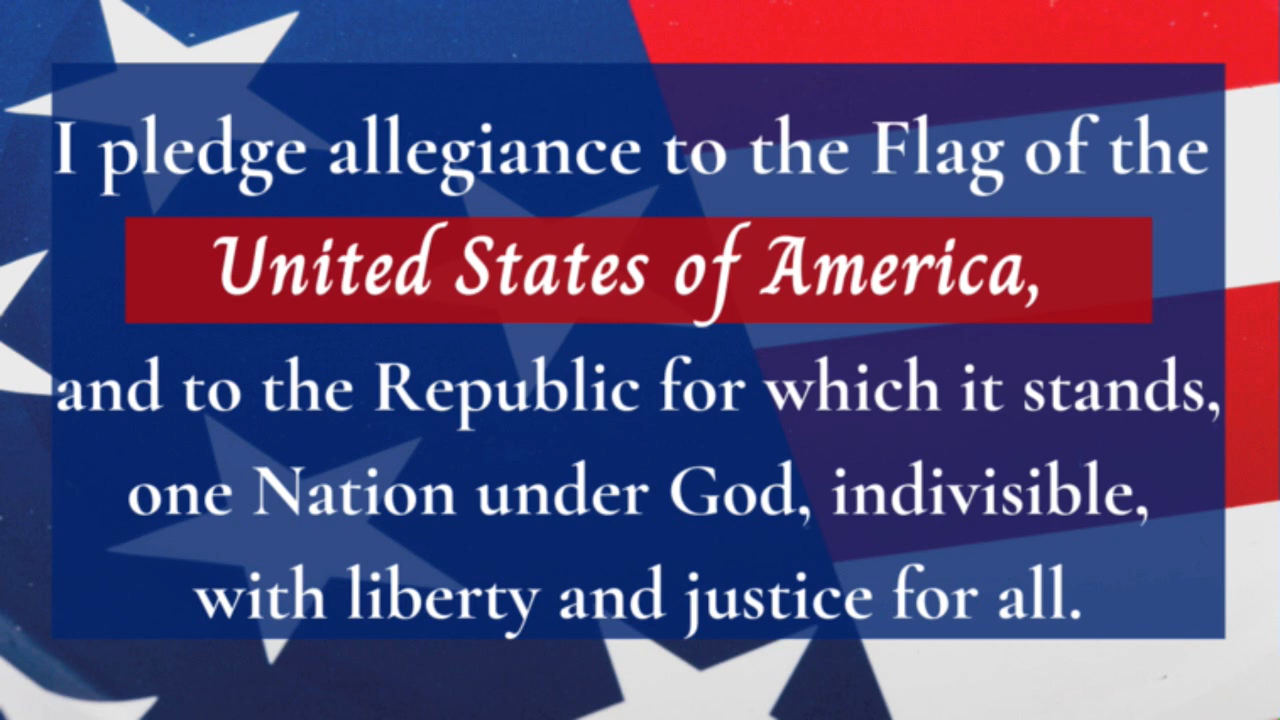 I pledge allegiance to the Flag of the
United States of America,
and to the Republic for which it stands,
one Nation under God, indivisible,
with liberty and justice for all.